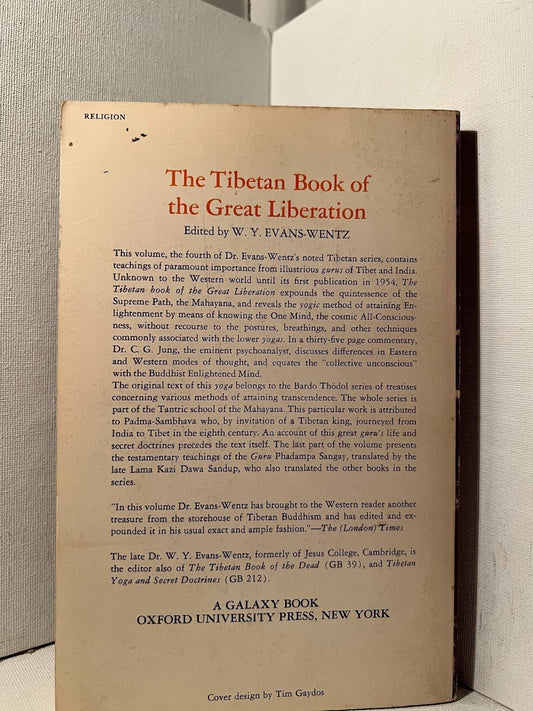 RELIGION
The Tibetan Book of
the Great Liberation
Edited by W. Y. EVANS-WENTZ
This volume, the fourth of Dr. Evans-Wentz's noted Tibetan series, contains
teachings of paramount importance from illustrious gurus of Tibet and India.
Unknown to the Western world until its first publication in 1954, The
Tibetan book of the Great Liberation expounds the quintessence of the
Supreme Path, the Mahayana, and reveals the yogic method of attaining En-
lightenment by means of knowing the One Mind, the cosmic All-Conscious-
ness, without recourse to the postures, breathings, and other techniques
commonly associated with the lower yogas. In a thirty-five page commentary,
Dr. C. G. Jung, the eminent psychoanalyst, discusses differences in Eastern
and Western modes of thought, and equates the "collective unconscious"
with the Buddhist Enlightened Mind.
The original text of this yoga belongs to the Bardo Thödol series of treatises
concerning various methods of attaining transcendence. The whole series is
part of the Tantric school of the Mahayana. This particular work is attributed
to Padma-Sambhava who, by invitation of a Tibetan king, journeyed from
India to Tibet in the eighth century. An account of this great guru's life and
secret doctrines precedes the text itself. The last part of the volume presents
the testamentary teachings of the Guru Phadampa Sangay, translated by the
late Lama Kazi Dawa Sandup, who also translated the other books in the
series.
"In this volume Dr. Evans-Wentz has brought to the Western reader another
treasure from the storehouse of Tibetan Buddhism and has edited and ex-
pounded it in his usual exact and ample fashion."—The (London) Times
The late Dr. W. Y. Evans-Wentz, formerly of Jesus College, Cambridge, is
the editor also of The Tibetan Book of the Dead (GB 39), and Tibetan
Yoga and Secret Doctrines (GB 212).
A GALAXY BOOK
OXFORD UNIVERSITY PRESS, NEW YORK
Cover design by Tim Gaydos